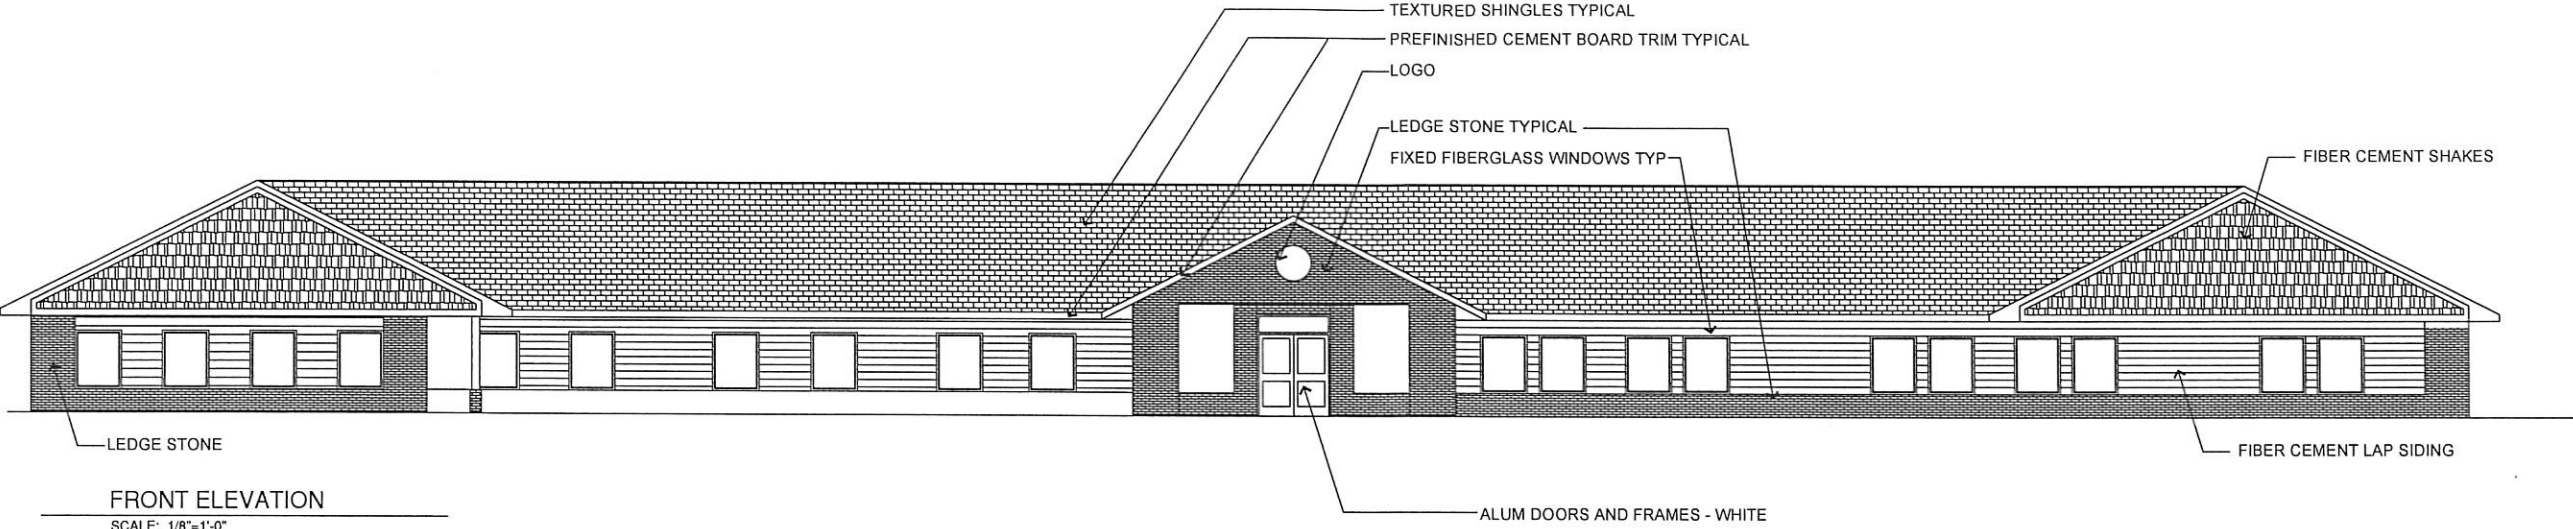 TEXTURED SHINGLES TYPICAL
PREFINISHED CEMENT BOARD TRIM TYPICAL
LOGO
LEDGE STONE TYPICAL
FIXED FIBERGLASS WINDOWS TYP
FIBER CEMENT SHAKES
LEDGE STONE
FIBER CEMENT LAP SIDING
FRONT ELEVATION
SCALE: 1/8"=1'-0"
ALUM DOORS AND FRAMES - WHITE